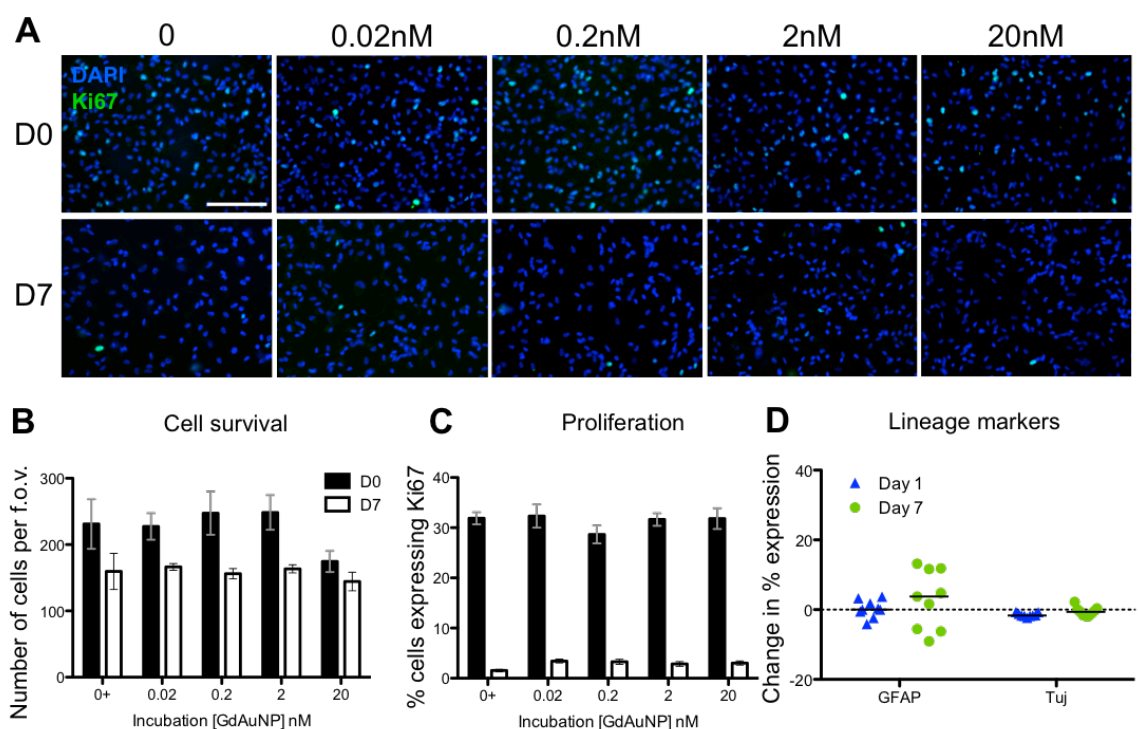 A
0 0.02nM 0.2nM 2nM 20nM
DAPI
Ki67
D0
D7
B Cell survival
Number of cells per f.o.v.
300
200
100
0
D0
D7
0+ 0.02 0.2 2 20
Incubation [GdAuNP] nM
C Proliferation
% cells expressing Ki67
40
30
20
10
0
0+ 0.02 0.2 2 20
Incubation [GdAuNP] nM
D Lineage markers
Change in % expression
40
20
0
-20
Day 1
Day 7
GFAP Tuj